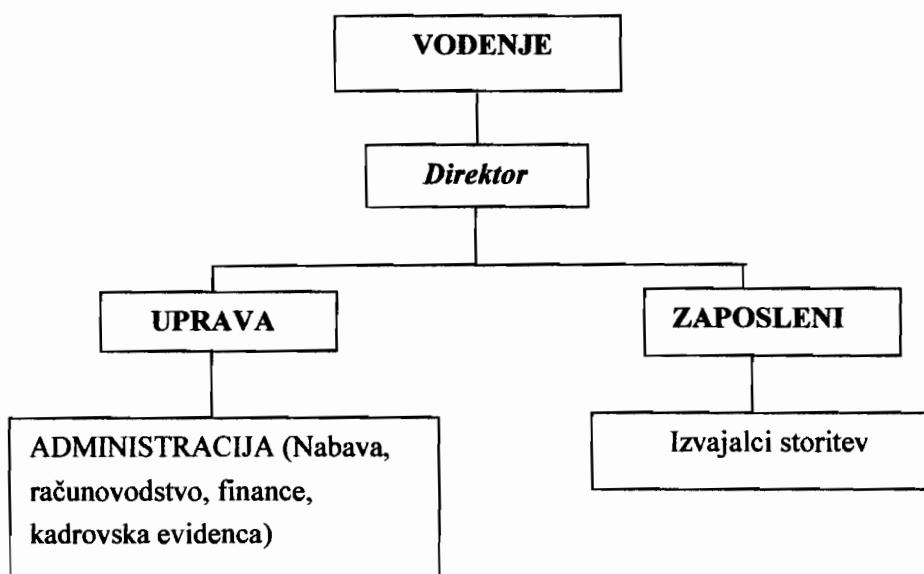 VODENJE
Direktor
UPRAVA
ZAPOSLENI
ADMINISTRACIJA (Nabava,
računovodstvo, finance,
kadrovska evidenca)
Izvajalci storitev